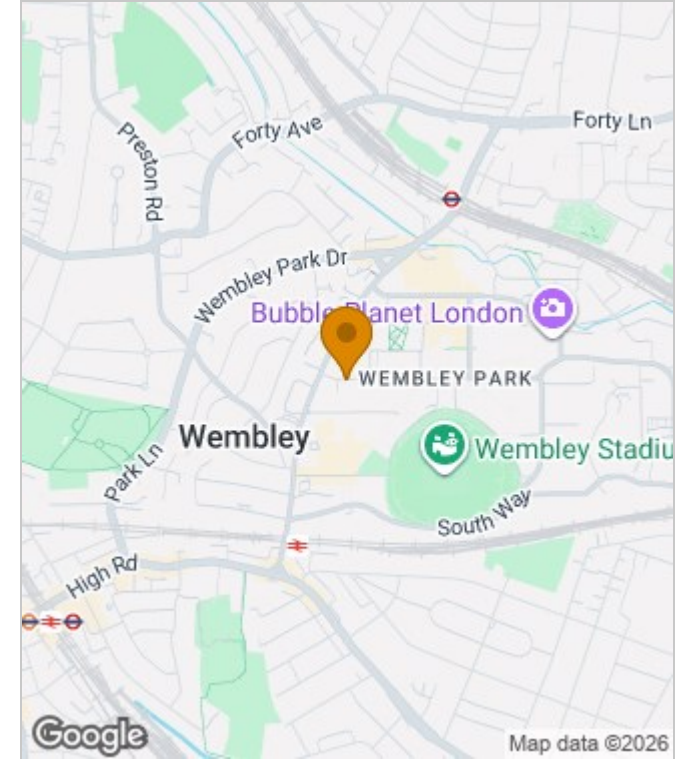 Forty Ln
Forty Ave
Preston Rd
Wembley Park Dr
Bubble Planet London
WEMBLEY PARK
Wembley
Wembley Stadiu
Park Ln
South Way
High Rd
Google
Map data ©2026